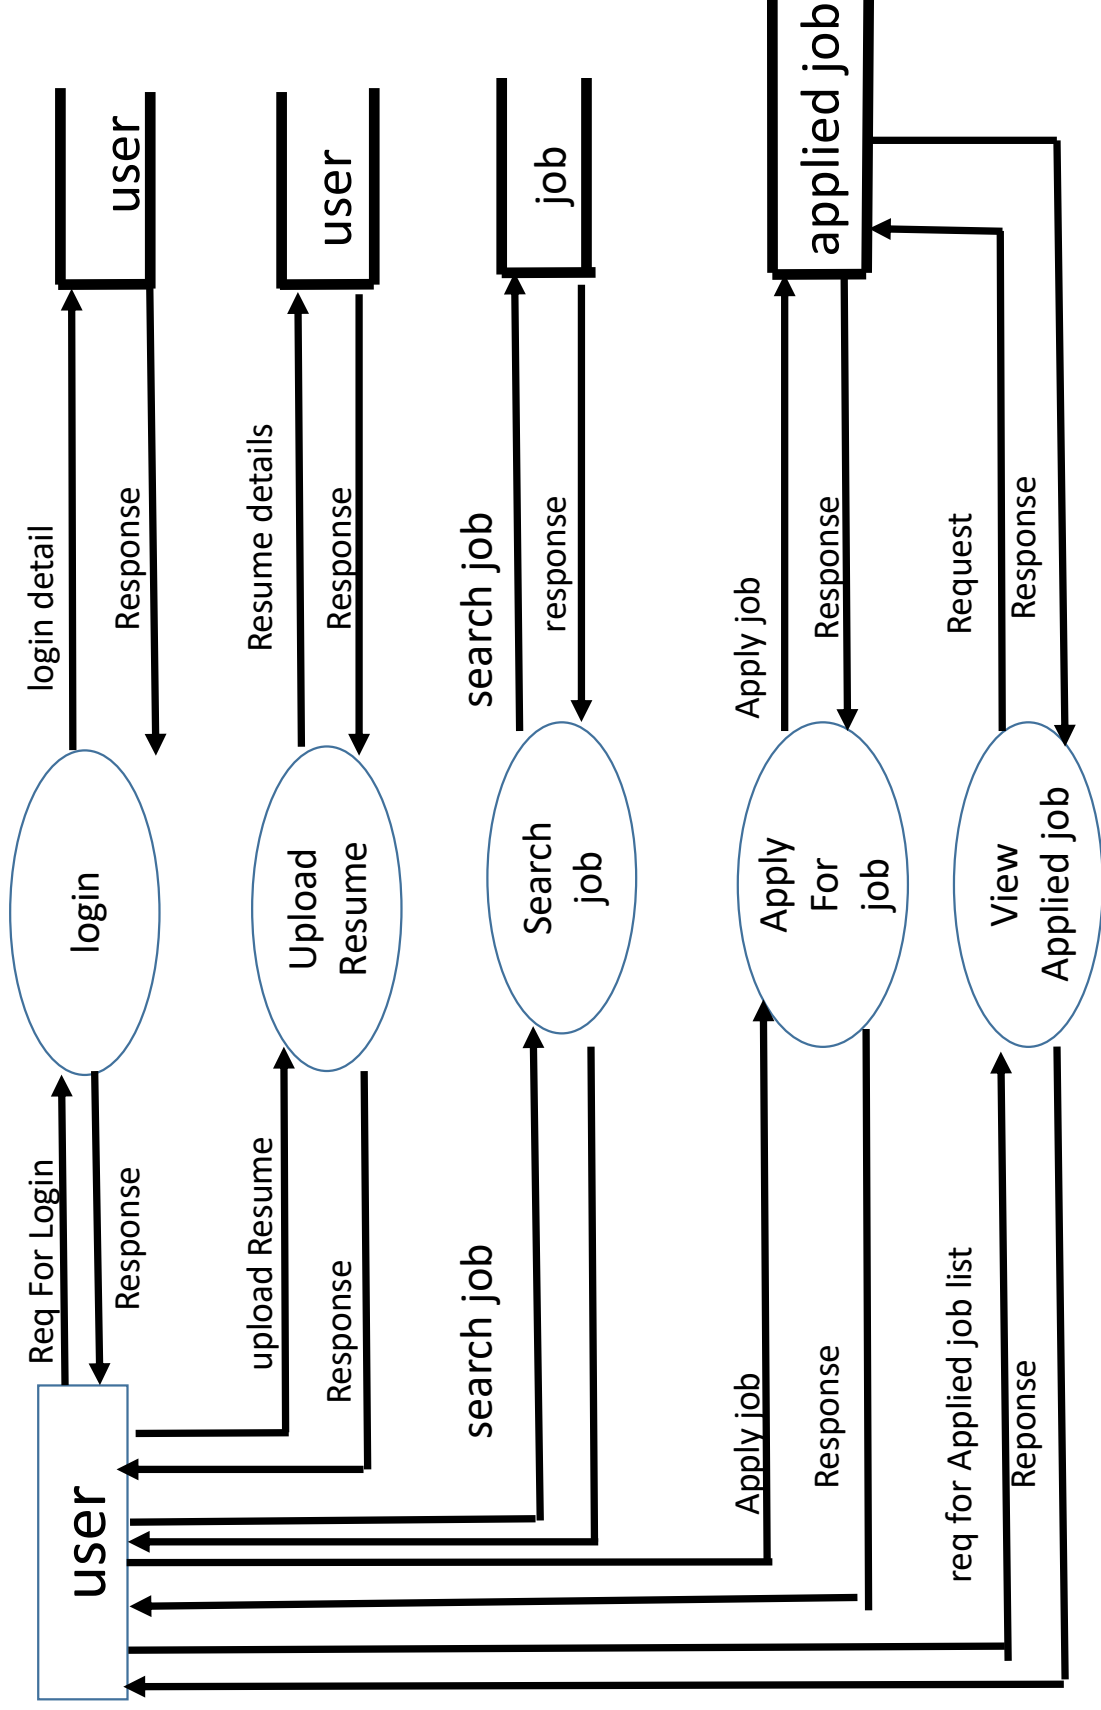 user
Req For Login
Response
login
login detail
Response
user
upload Resume
Response
Upload
Resume
Resume details
Response
user
search job
Search
job
search job
response
job
Apply job
Response
Apply
For
job
Apply job
Response
applied job
req for Applied job list
Reponse
View
Applied job
Request
Response